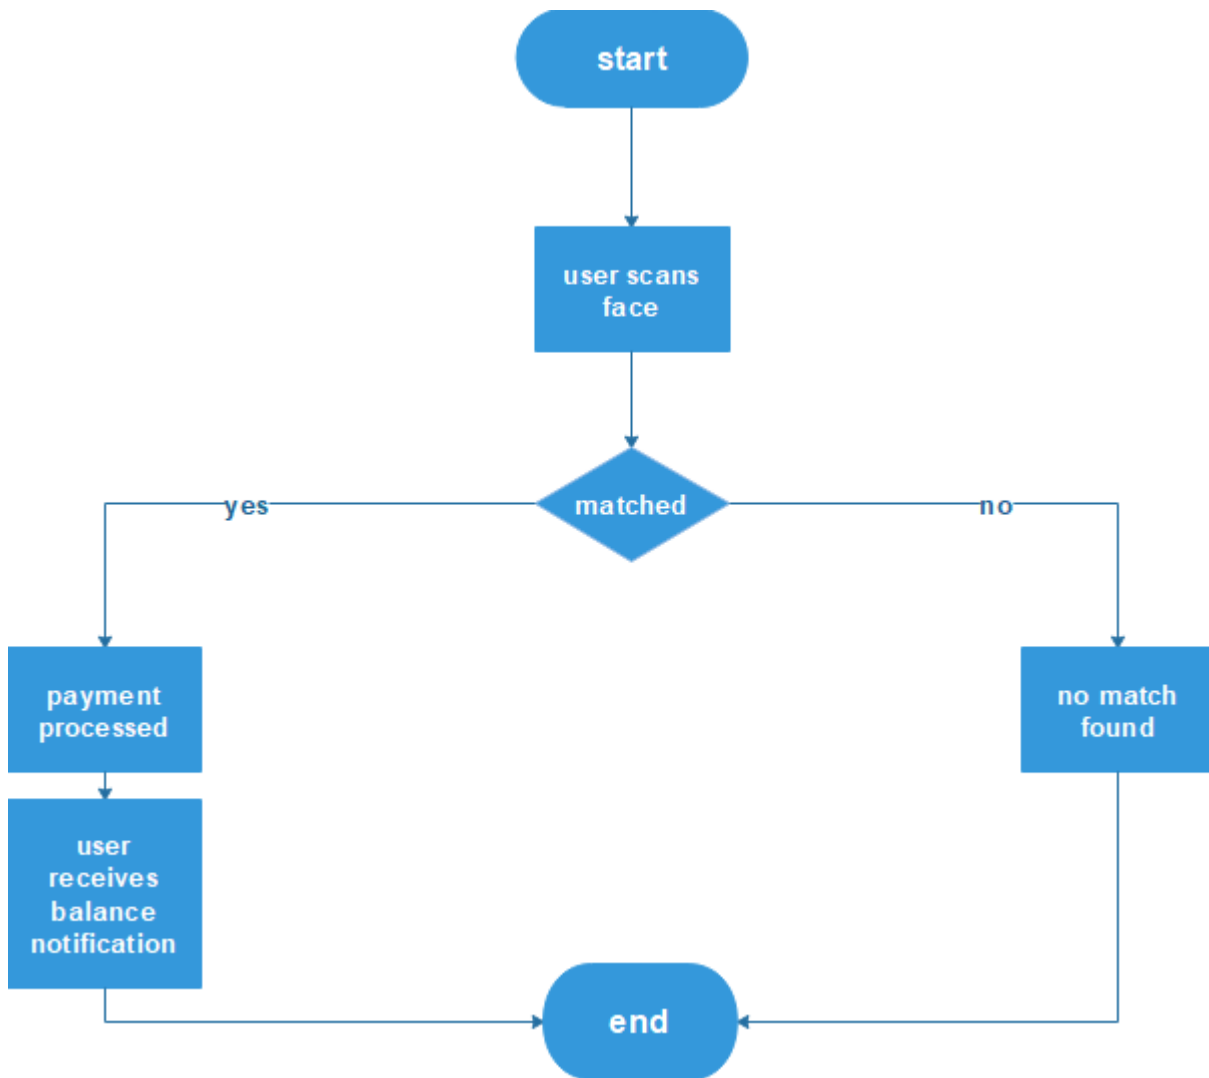 start
user scans
face
matched
yes
no
payment
processed
no match
found
user
receives
balance
notification
end